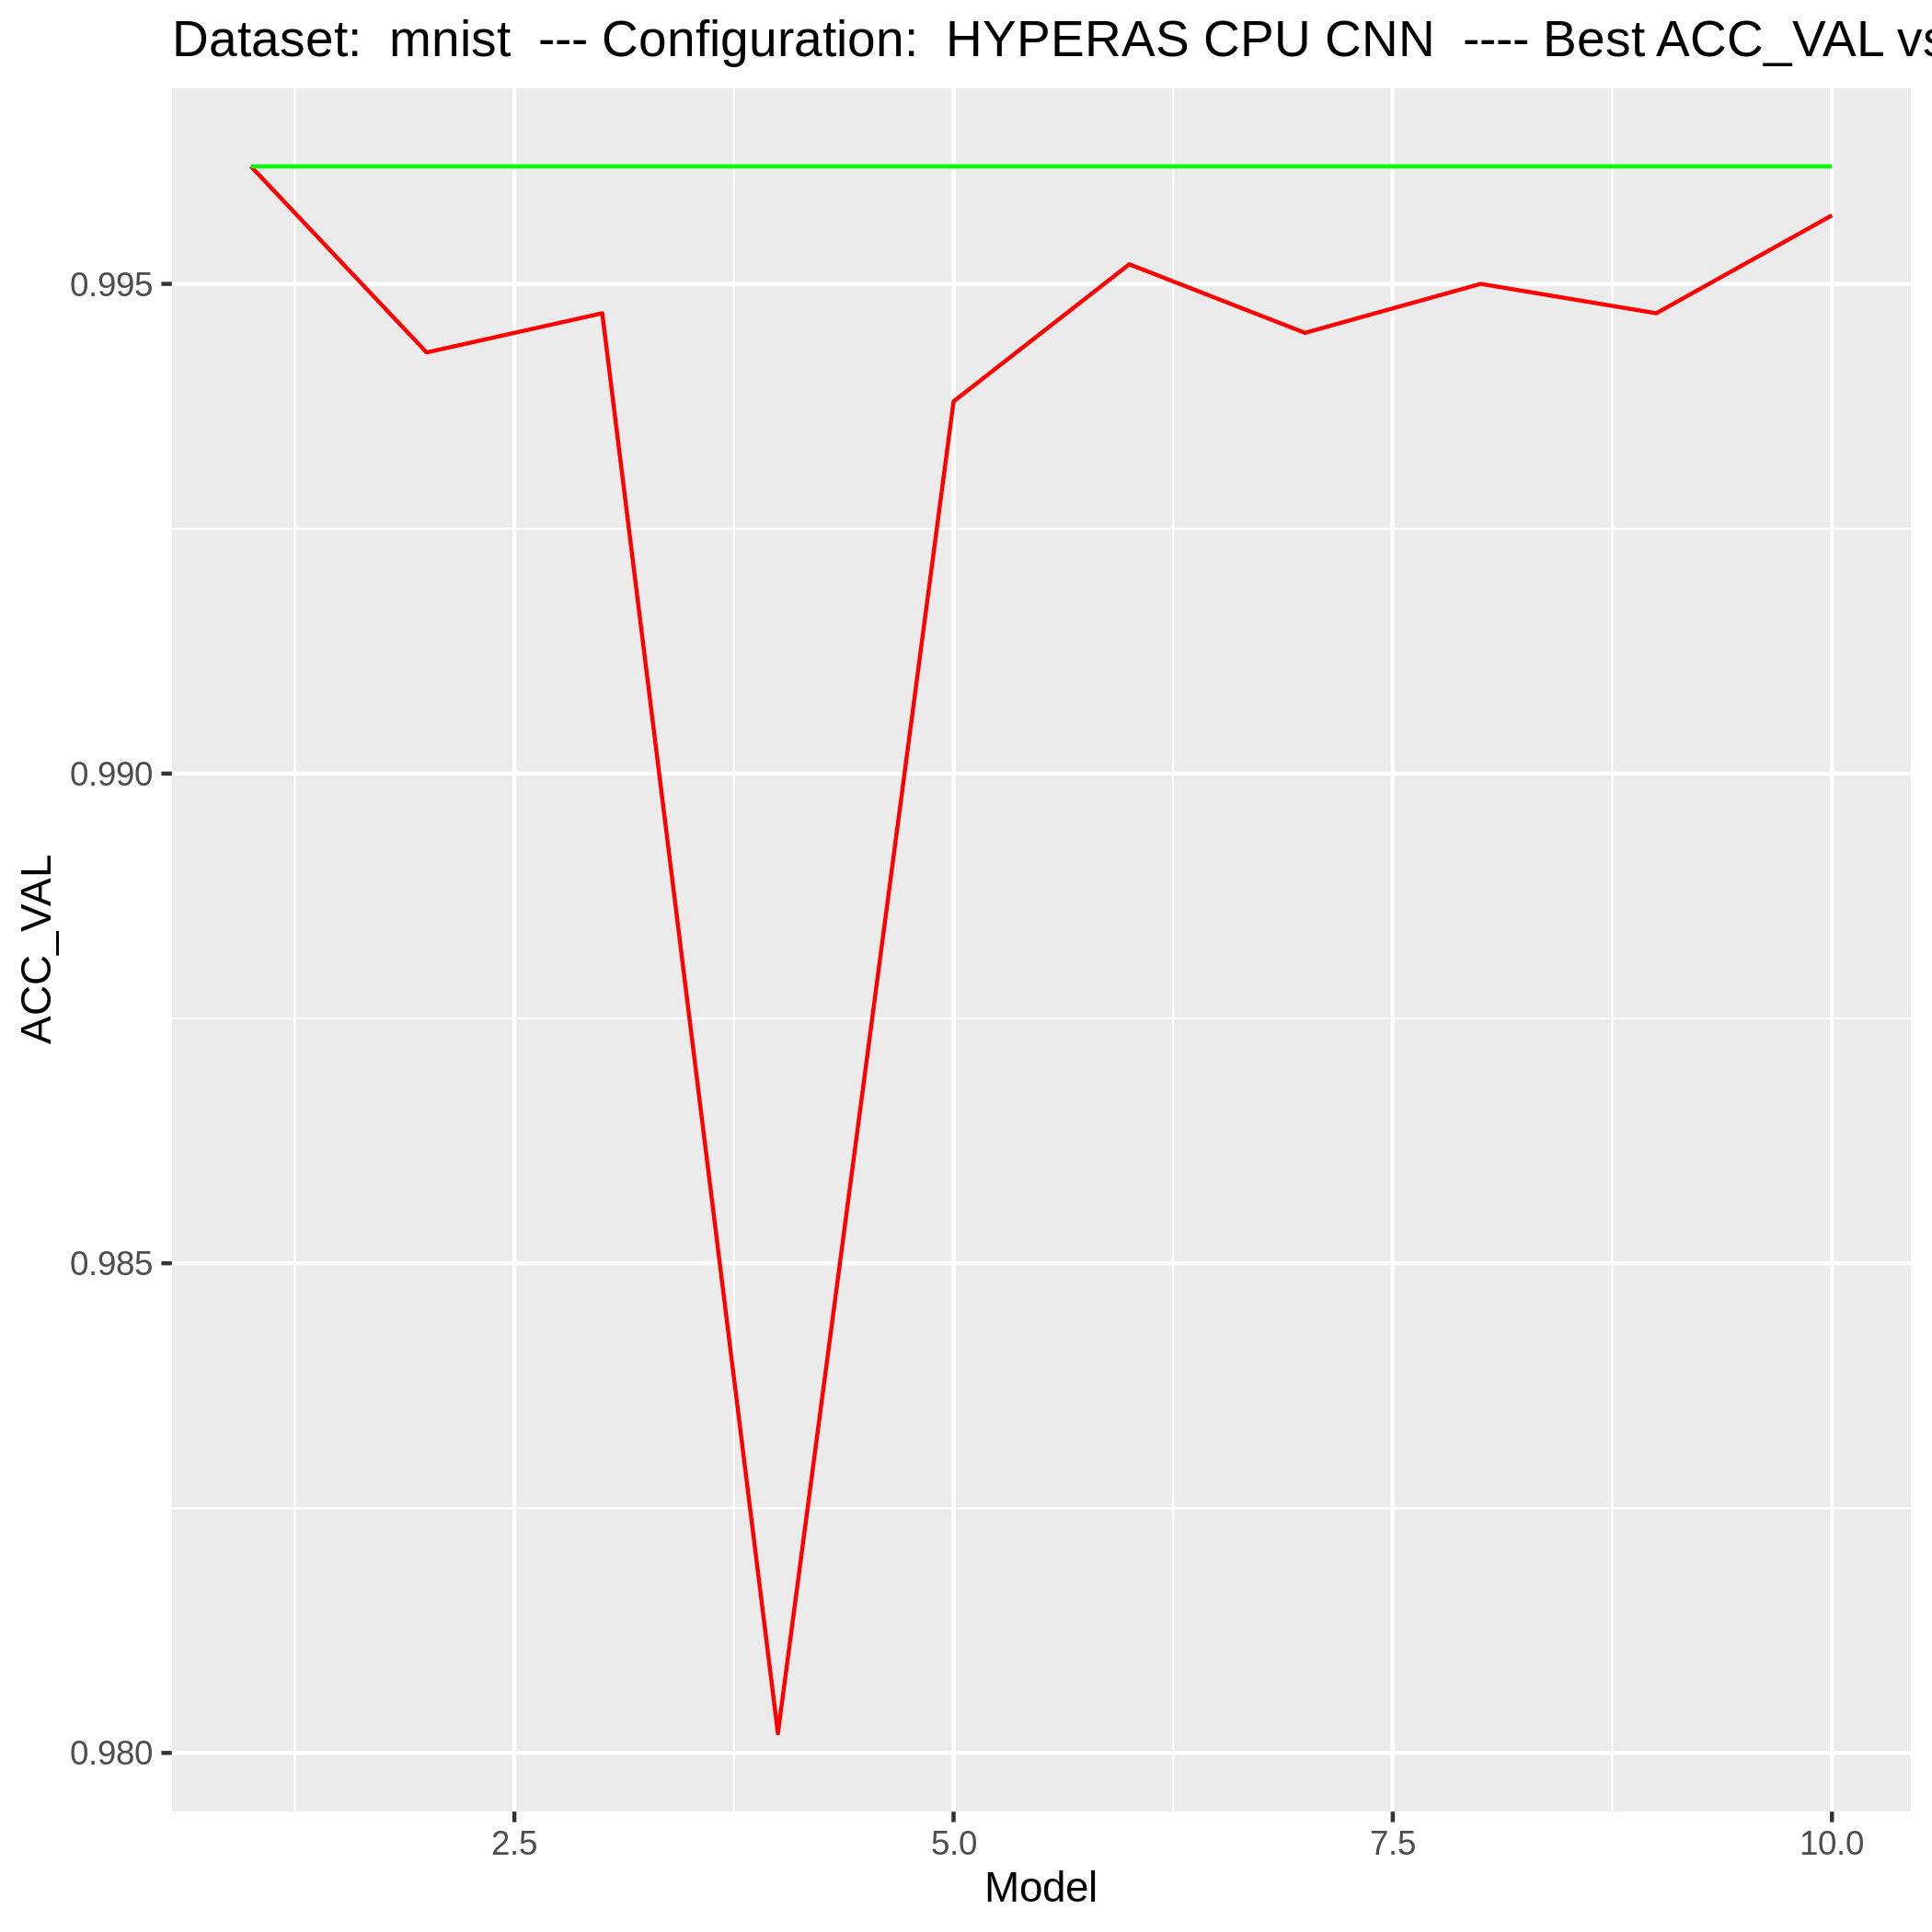 Dataset:  mnist  --- Configuration:  HYPERAS CPU CNN  ---- Best ACC_VAL vs
0.995
0.990
0.985
0.980
ACC_VAL
2.5 5.0 7.5 10.0
Model